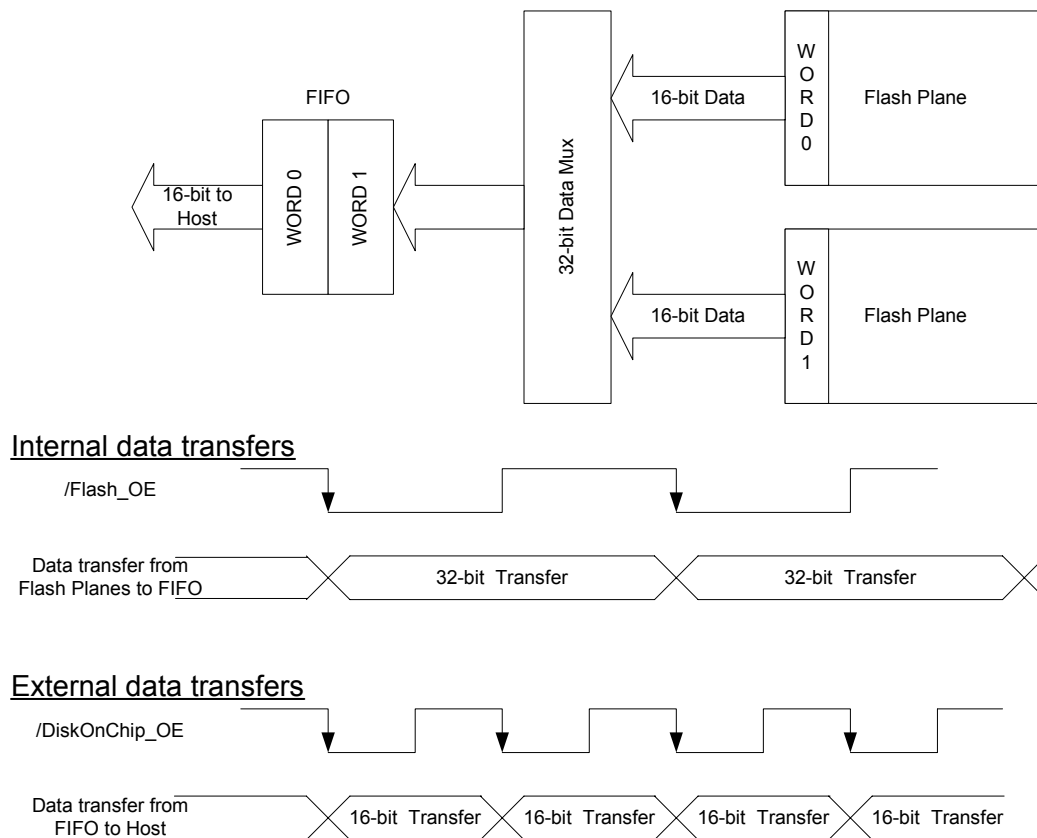 WORD0
16-bit Data
Flash Plane
FIFO
WORD 0
WORD 1
16-bit to
Host
32-bit Data Mux
WORD1
16-bit Data
Flash Plane
Internal data transfers
/Flash_OE
Data transfer from
Flash Planes to FIFO
32-bit Transfer
32-bit Transfer
External data transfers
/DiskOnChip_OE
Data transfer from
FIFO to Host
16-bit Transfer
16-bit Transfer
16-bit Transfer
16-bit Transfer